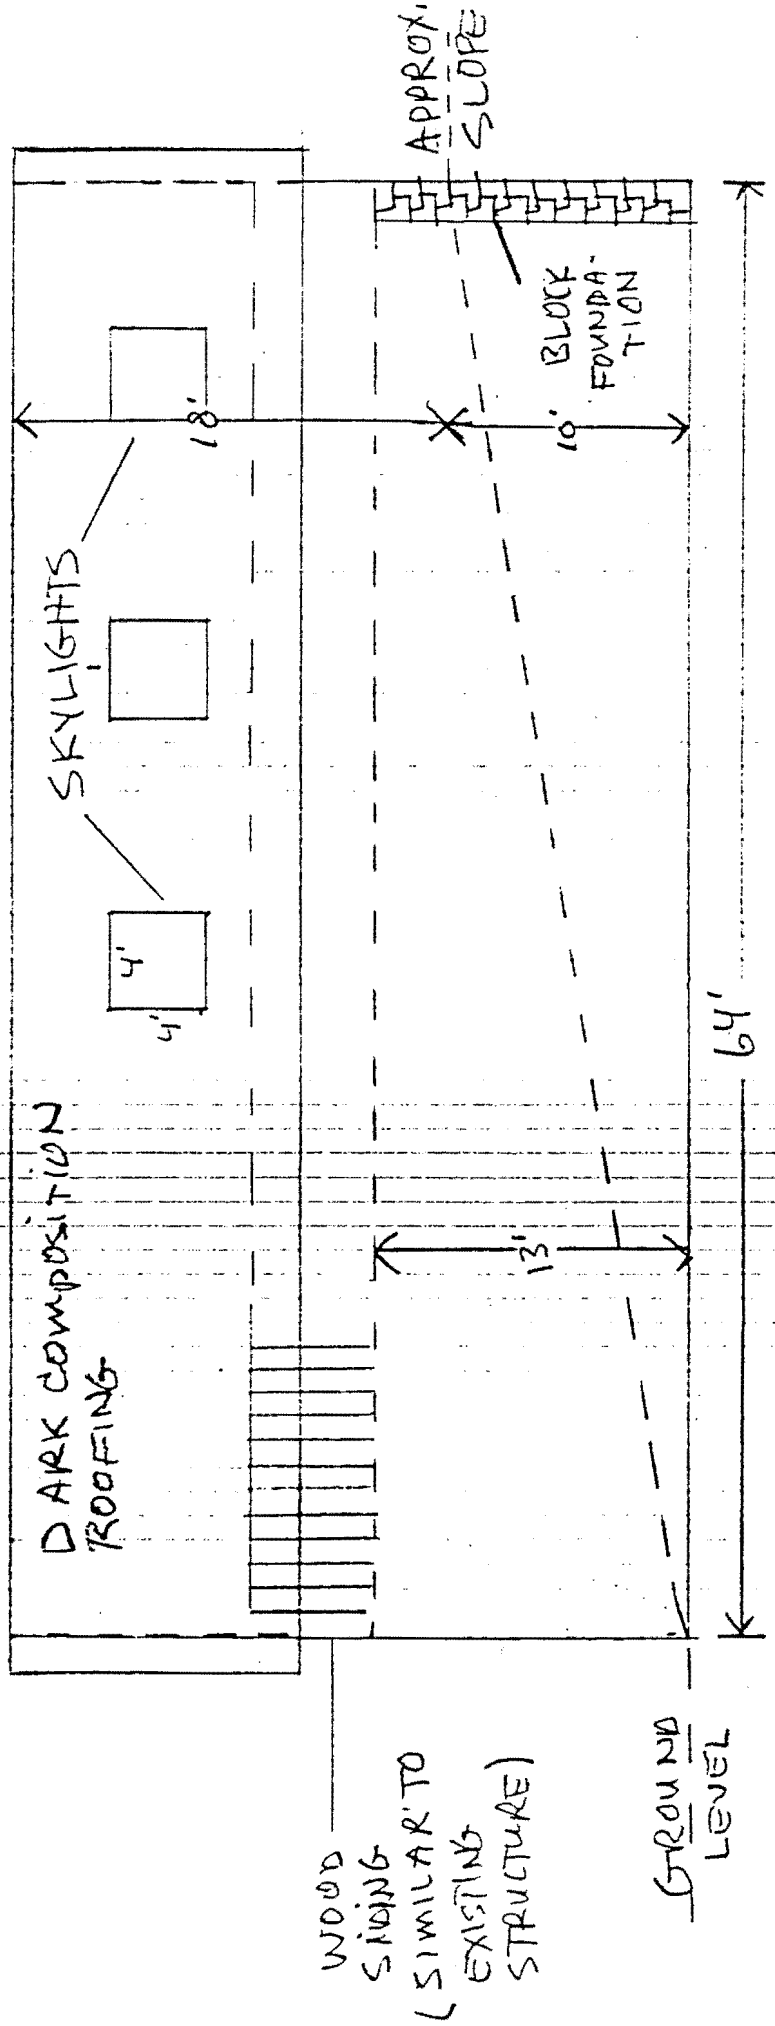 DARK COMPOSITION
ROOFING
SKYLIGHTS
4'
4'
18'
APPROX.
SLOPE
BLOCK
FOUNDA-
TION
10'
13'
WOOD
SIDING
(SIMILAR TO
EXISTING
STRUCTURE)
GROUND
LEVEL
64'